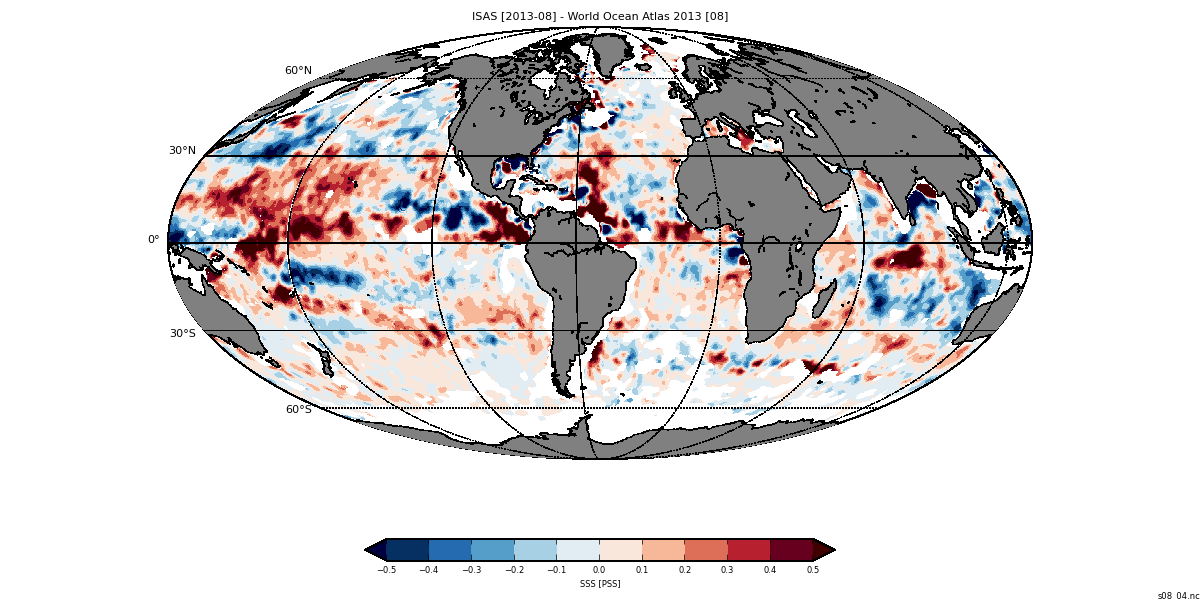 ISAS [2013-08] - World Ocean Atlas 2013 [08]
60°N
30°N
0°
30°S
60°S
−0.5 −0.4 −0.3 −0.2 −0.1 0.0 0.1 0.2 0.3 0.4 0.5
SSS [PSS]
s08_04.nc